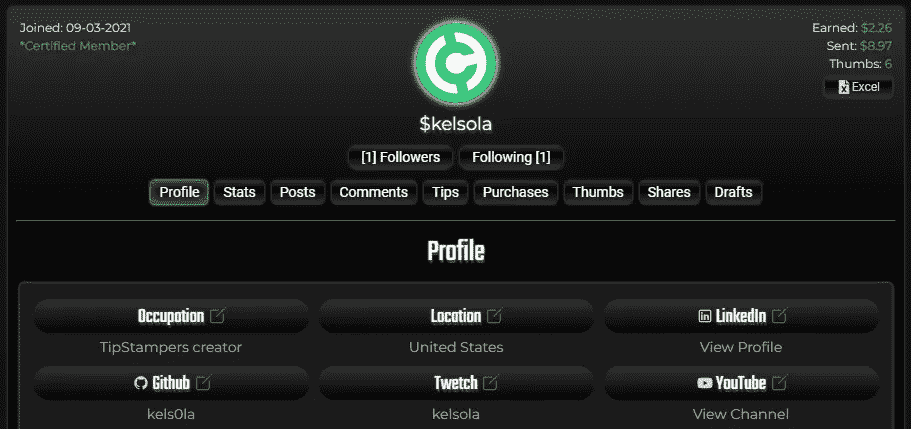 Joined: 09-03-2021
*Certified Member*
Earned: $2.26
Sent: $8.97
Thumbs: 6
Excel
$kelsola
[1] Followers Following [1]
Profile Stats Posts Comments Tips Purchases Thumbs Shares Drafts
Profile
Occupation Location LinkedIn
TipStampers creator United States View Profile
Github Twetch YouTube
kels0la kelsola View Channel